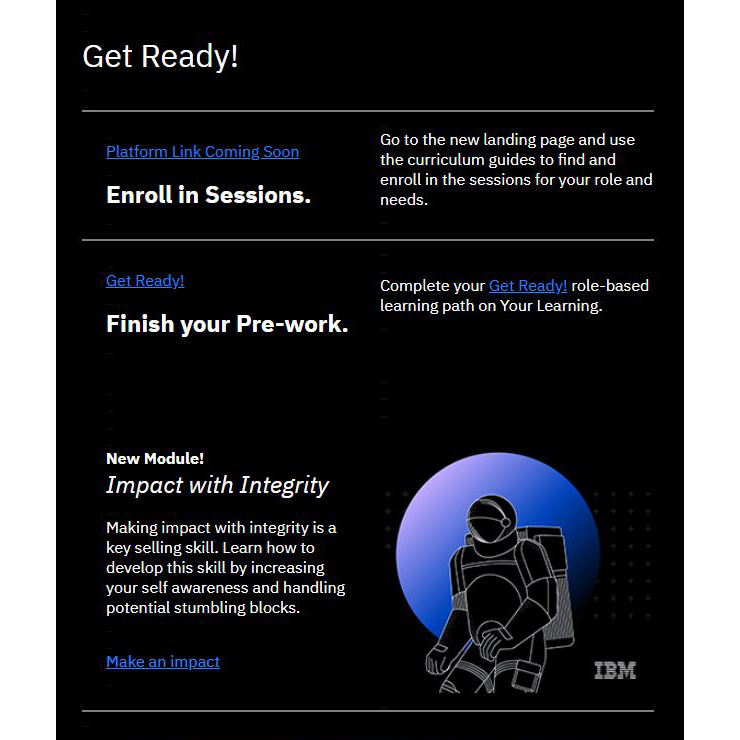 Get Ready!
Platform Link Coming Soon
Enroll in Sessions.
Go to the new landing page and use
the curriculum guides to find and
enroll in the sessions for your role and
needs.
Get Ready!
Finish your Pre-work.
Complete your Get Ready! role-based
learning path on Your Learning.
New Module!
Impact with Integrity
Making impact with integrity is a
key selling skill. Learn how to
develop this skill by increasing
your self awareness and handling
potential stumbling blocks.
Make an impact
IBM